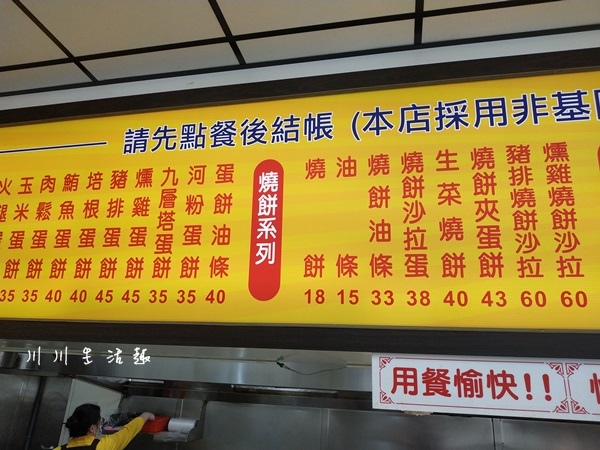 請先點餐後結帳 (本店採用非基
火腿蛋餅 35
玉米蛋餅 35
肉鬆蛋餅 40
鮪魚蛋餅 40
培根蛋餅 45
豬排蛋餅 45
燻雞蛋餅
九層塔蛋餅 35
河粉蛋餅 35
蛋餅油條 40
燒餅系列
燒餅 18
油條 15
燒餅油條 33
燒餅沙拉蛋 38
生菜燒餅 40
燒餅夾蛋餅 43
豬排燒餅沙拉 60
燻雞燒餅沙拉 60
用餐愉快!!
川川生活趣